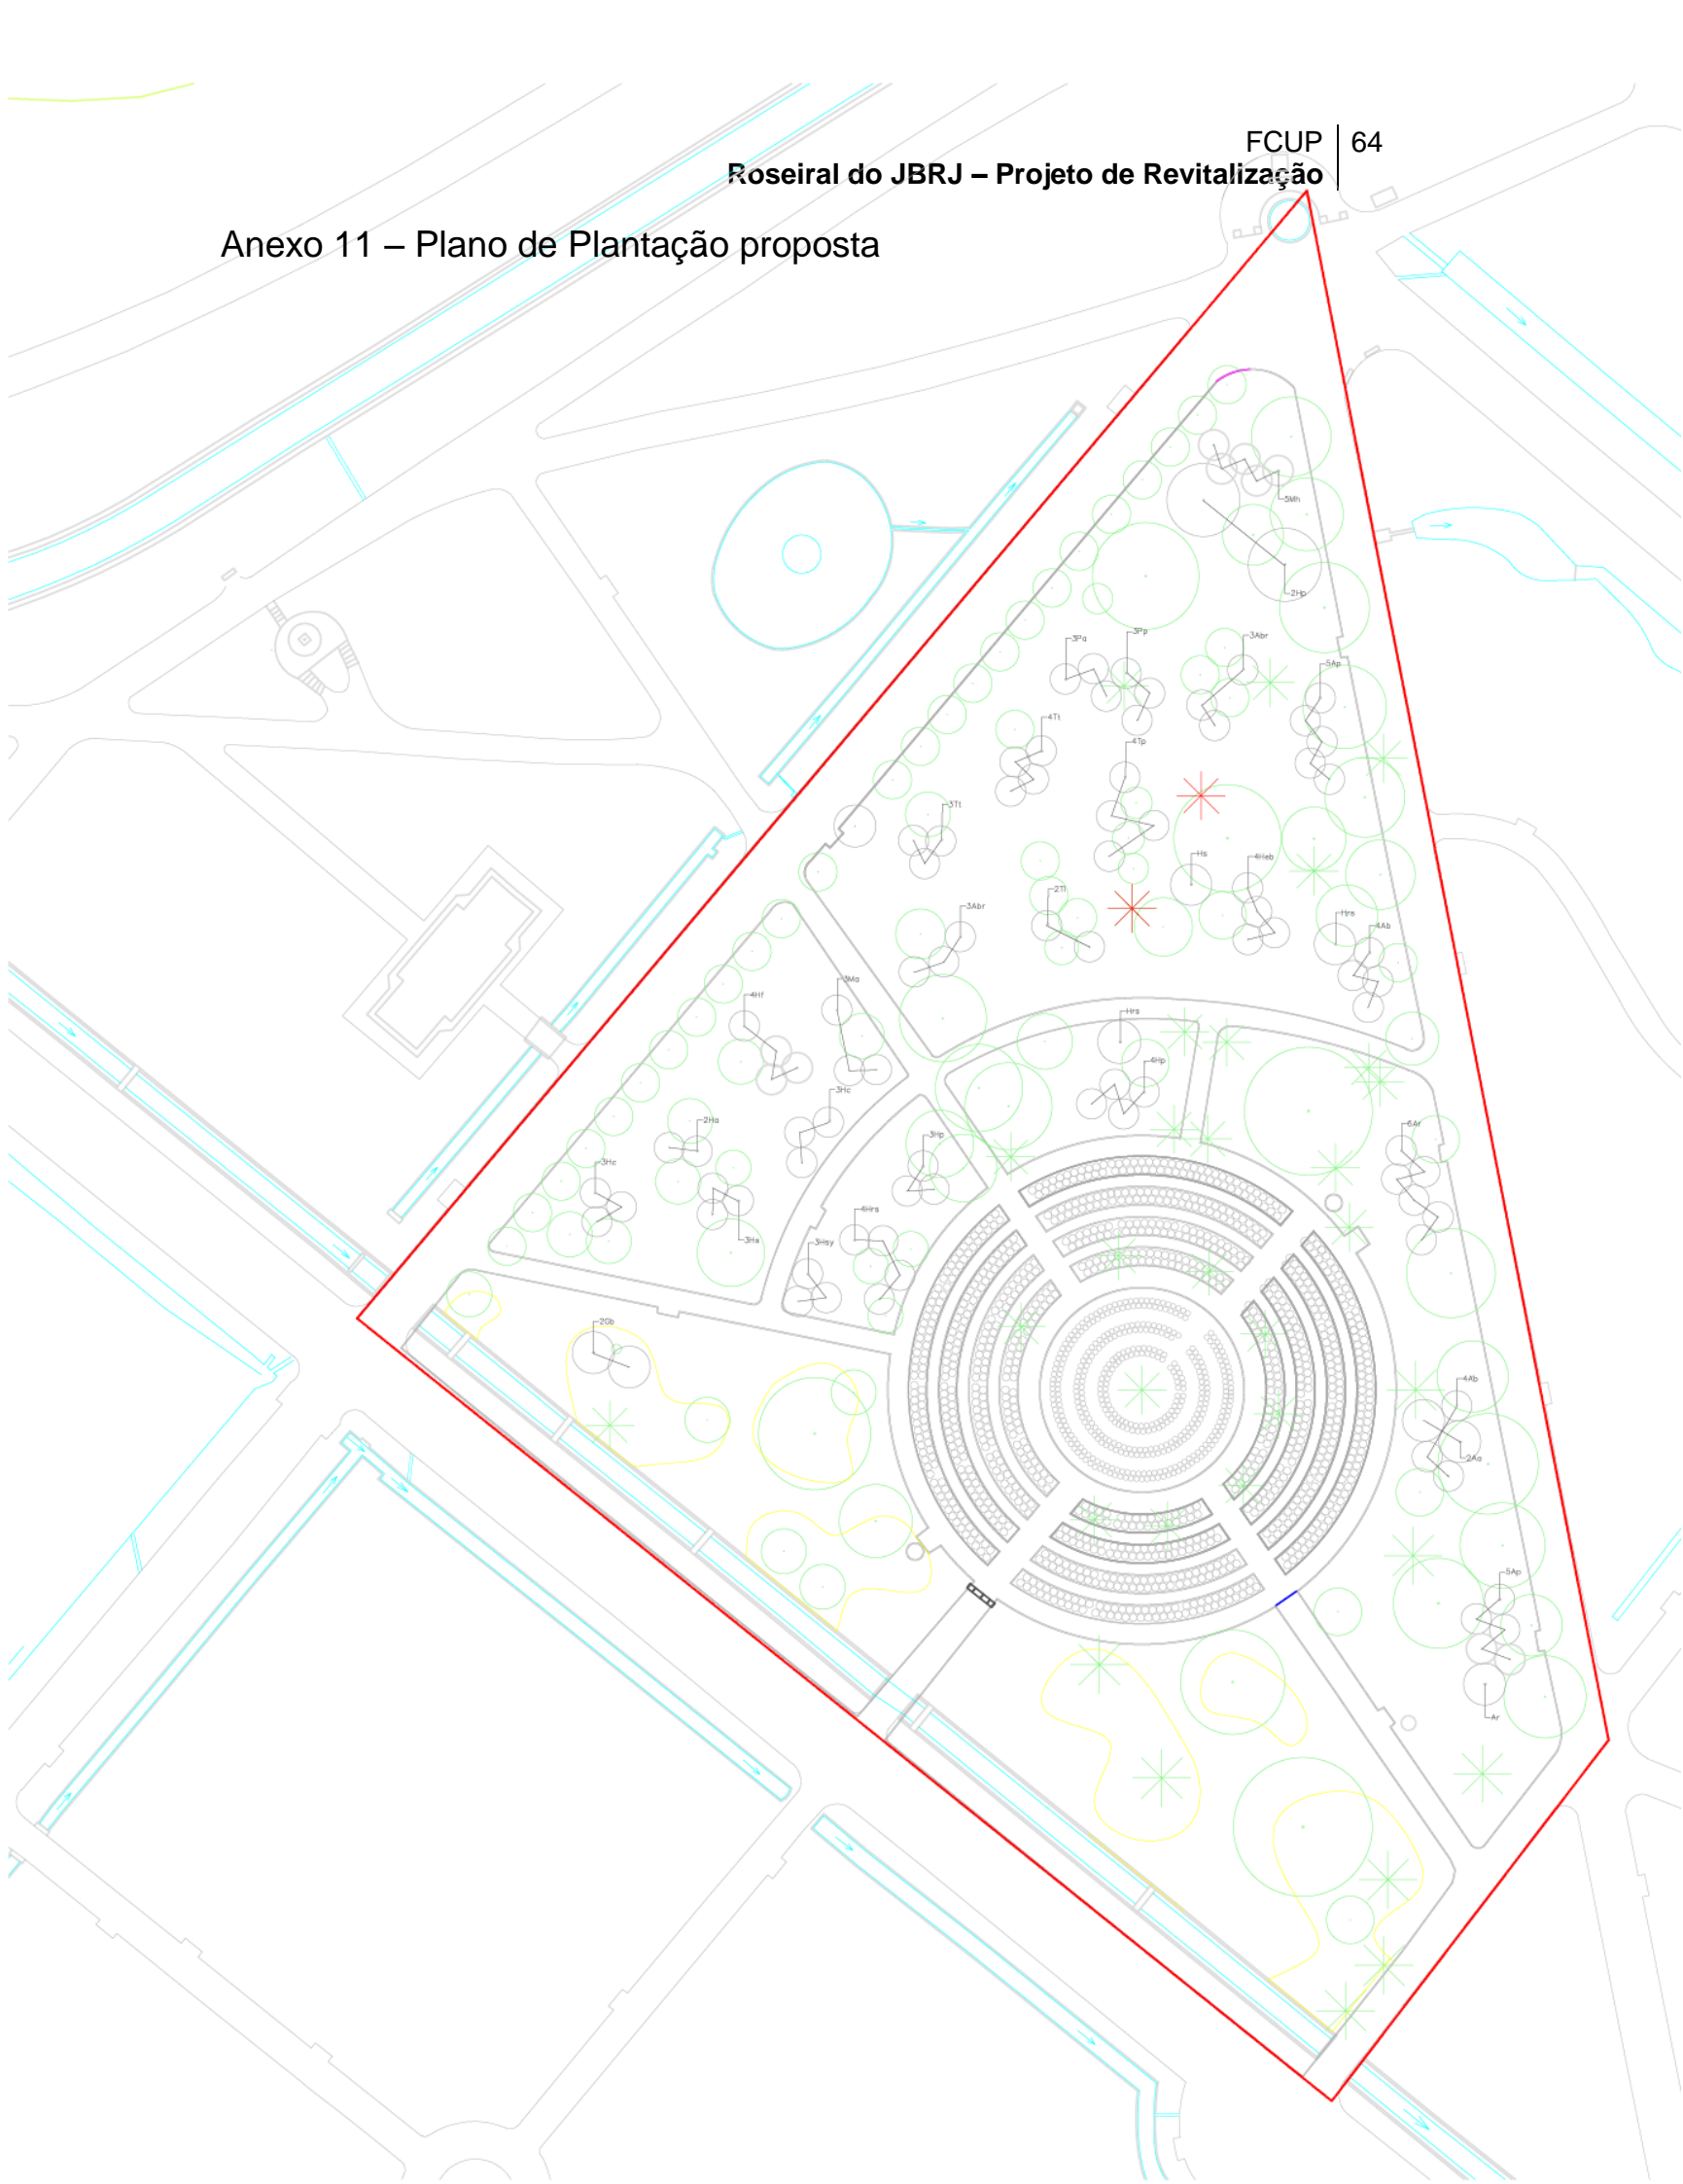 FCUP 64
Roseiral do JBRJ – Projeto de Revitalização
Anexo 11 – Plano de Plantação proposta
5Mh
2Hp
3Pa
3Pp
3Abr
5Ap
4Tt
4Tp
3Tt
Hs
4Heb
2Tl
3Abr
Hrs
4Ab
3Ma
4Hf
Hrs
4Hp
3Hc
2Ha
3Hp
6Ar
3Hc
4Hrs
3Ha
3Hsy
2Gb
4Ab
2Aa
5Ap
Ar